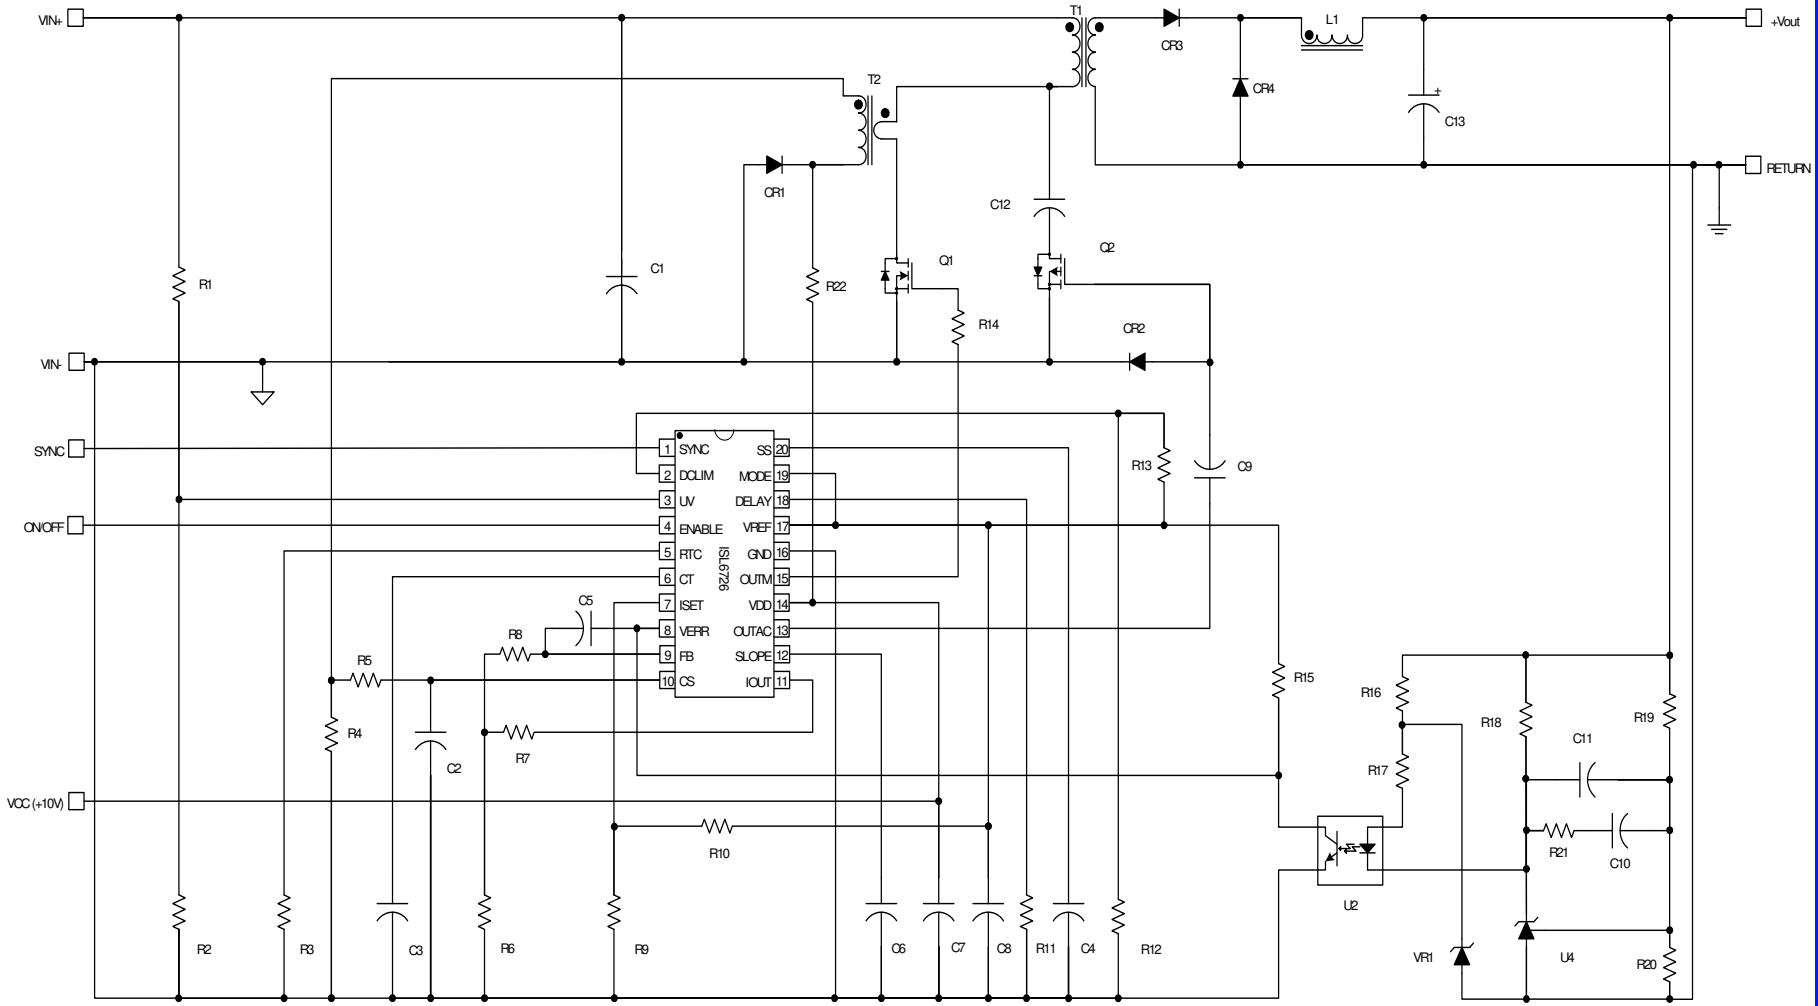 VIN+
T1
CR3
L1
+Vout
T2
CR4
C13
RETURN
CR1
C12
Q1
Q2
C1
R1
R22
R14
CR2
VIN-
SYNC
ON/OFF
1 SYNC
2 DCLIM
3 UV
4 ENABLE
5 RTC
6 CT
7 ISET
8 VERR
9 FB
10 CS
ISL6726
SS 20
MODE 19
DELAY 18
VREF 17
GND 16
OUTM 15
VDD 14
OUTAC 13
SLOPE 12
IOUT 11
R13
C9
C5
R8
R5
R4
C2
R7
R15
R16
R18
R19
C11
R17
VCC (+10V)
R10
R21
C10
U2
R2
R3
C3
R6
R9
C6
C7
C8
R11
C4
R12
VR1
U4
R20
+